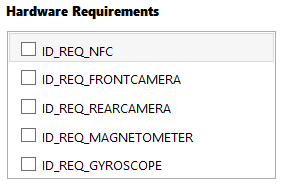 Hardware Requirements
ID_REQ_NFC
ID_REQ_FRONTCAMERA
ID_REQ_REARCAMERA
ID_REQ_MAGNETOMETER
ID_REQ_GYROSCOPE